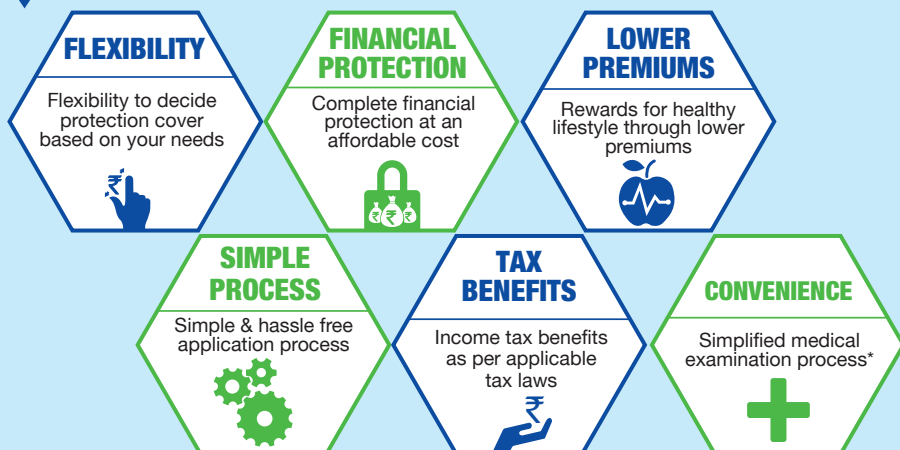 FLEXIBILITY
Flexibility to decide
protection cover
based on your needs
₹
FINANCIAL
PROTECTION
Complete financial
protection at an
affordable cost
₹ ₹ ₹
LOWER
PREMIUMS
Rewards for healthy
lifestyle through lower
premiums
SIMPLE
PROCESS
Simple & hassle free
application process
TAX
BENEFITS
Income tax benefits
as per applicable
tax laws
₹
CONVENIENCE
Simplified medical
examination process*